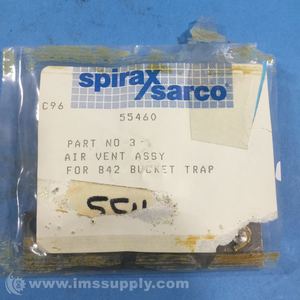 spirax
/sarco
C96
55460
PART NO 3-
AIR VENT ASSY
FOR B42 BUCKET TRAP
© www.imssupply.com